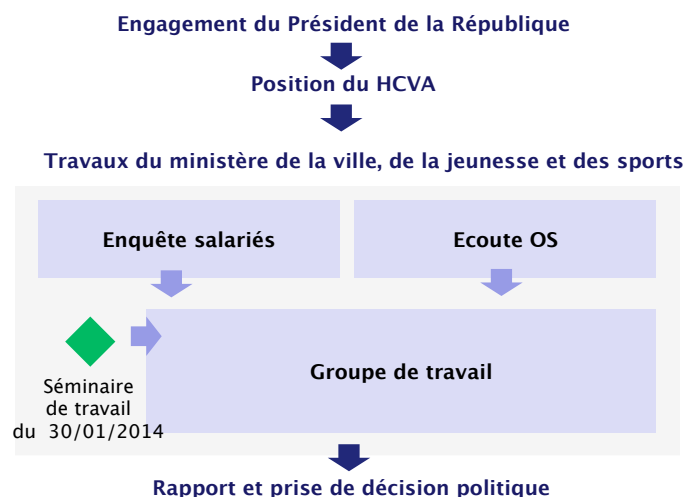 Engagement du Président de la République
Position du HCVA
Travaux du ministère de la ville, de la jeunesse et des sports
Enquête salariés
Ecoute OS
Groupe de travail
Séminaire
de travail
du 30/01/2014
Rapport et prise de décision politique